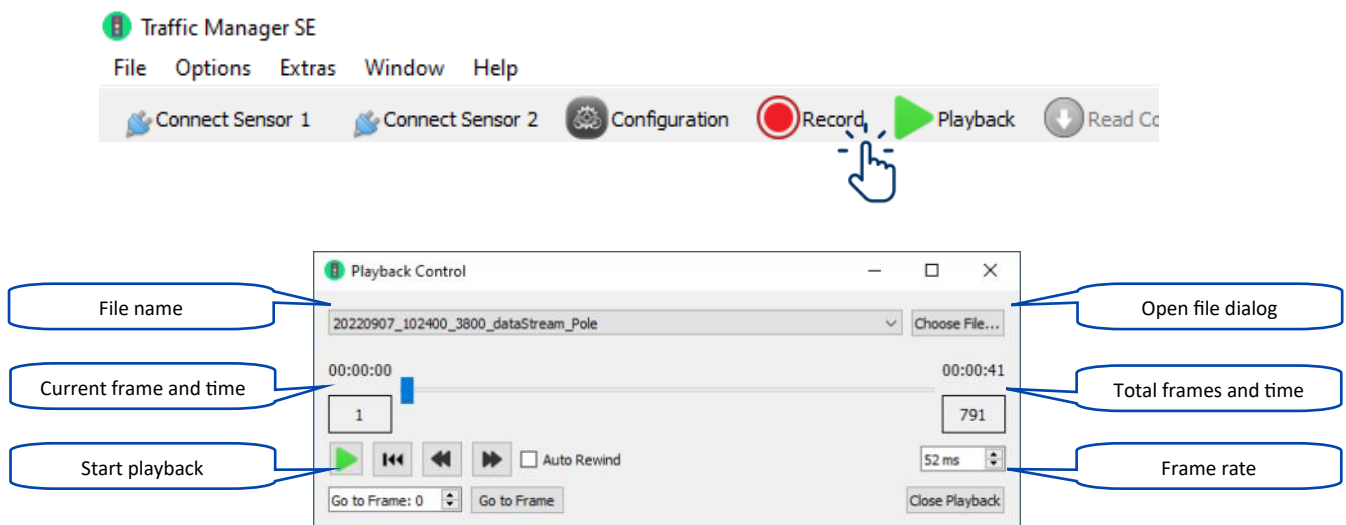 Traffic Manager SE
File Options Extras Window Help
Connect Sensor 1 Connect Sensor 2 Configuration Record Playback Read Co
Playback Control
File name
20220907_102400_3800_dataStream_Pole Choose File...
Open file dialog
00:00:00 00:00:41
Current frame and time
Total frames and time
1 791
Start playback
Auto Rewind
52 ms
Frame rate
Go to Frame: 0 Go to Frame Close Playback